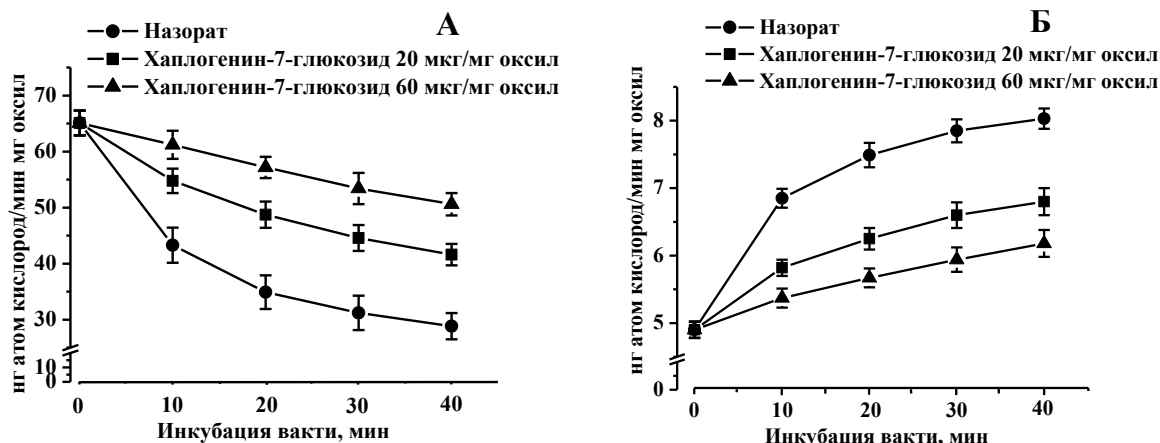 А
Назорат
Хаплогенин-7-глюкозид 20 мкг/мг оксил
Хаплогенин-7-глюкозид 60 мкг/мг оксил
нг атом кислород/мин мг оксил
70
60
50
40
30
10
0
0 10 20 30 40
Инкубация вакти, мин
Б
Назорат
Хаплогенин-7-глюкозид 20 мкг/мг оксил
Хаплогенин-7-глюкозид 60 мкг/мг оксил
нг атом кислород/мин мг оксил
8
7
6
5
0
0 10 20 30 40
Инкубация вакти, мин